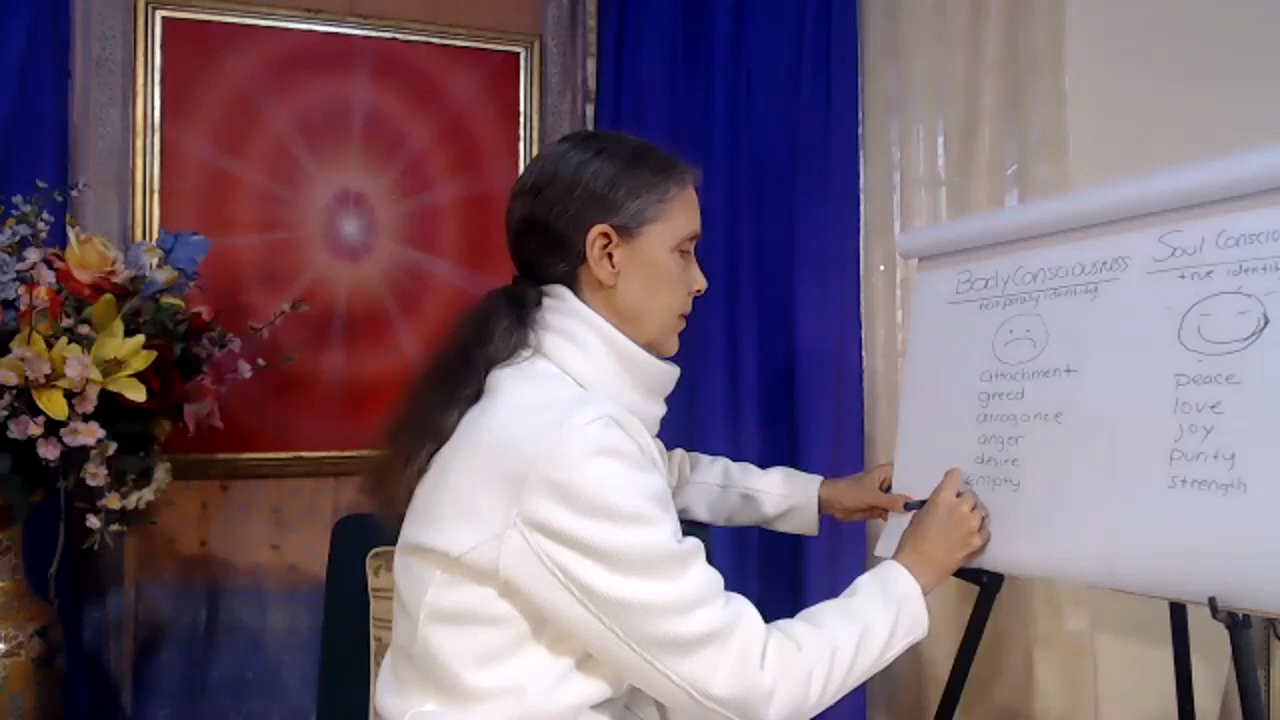 Body Consciousness
temporary identity
attachment
greed
arrogance
anger
desire
empty
Soul Conscio
true identit
peace
love
joy
purity
strength